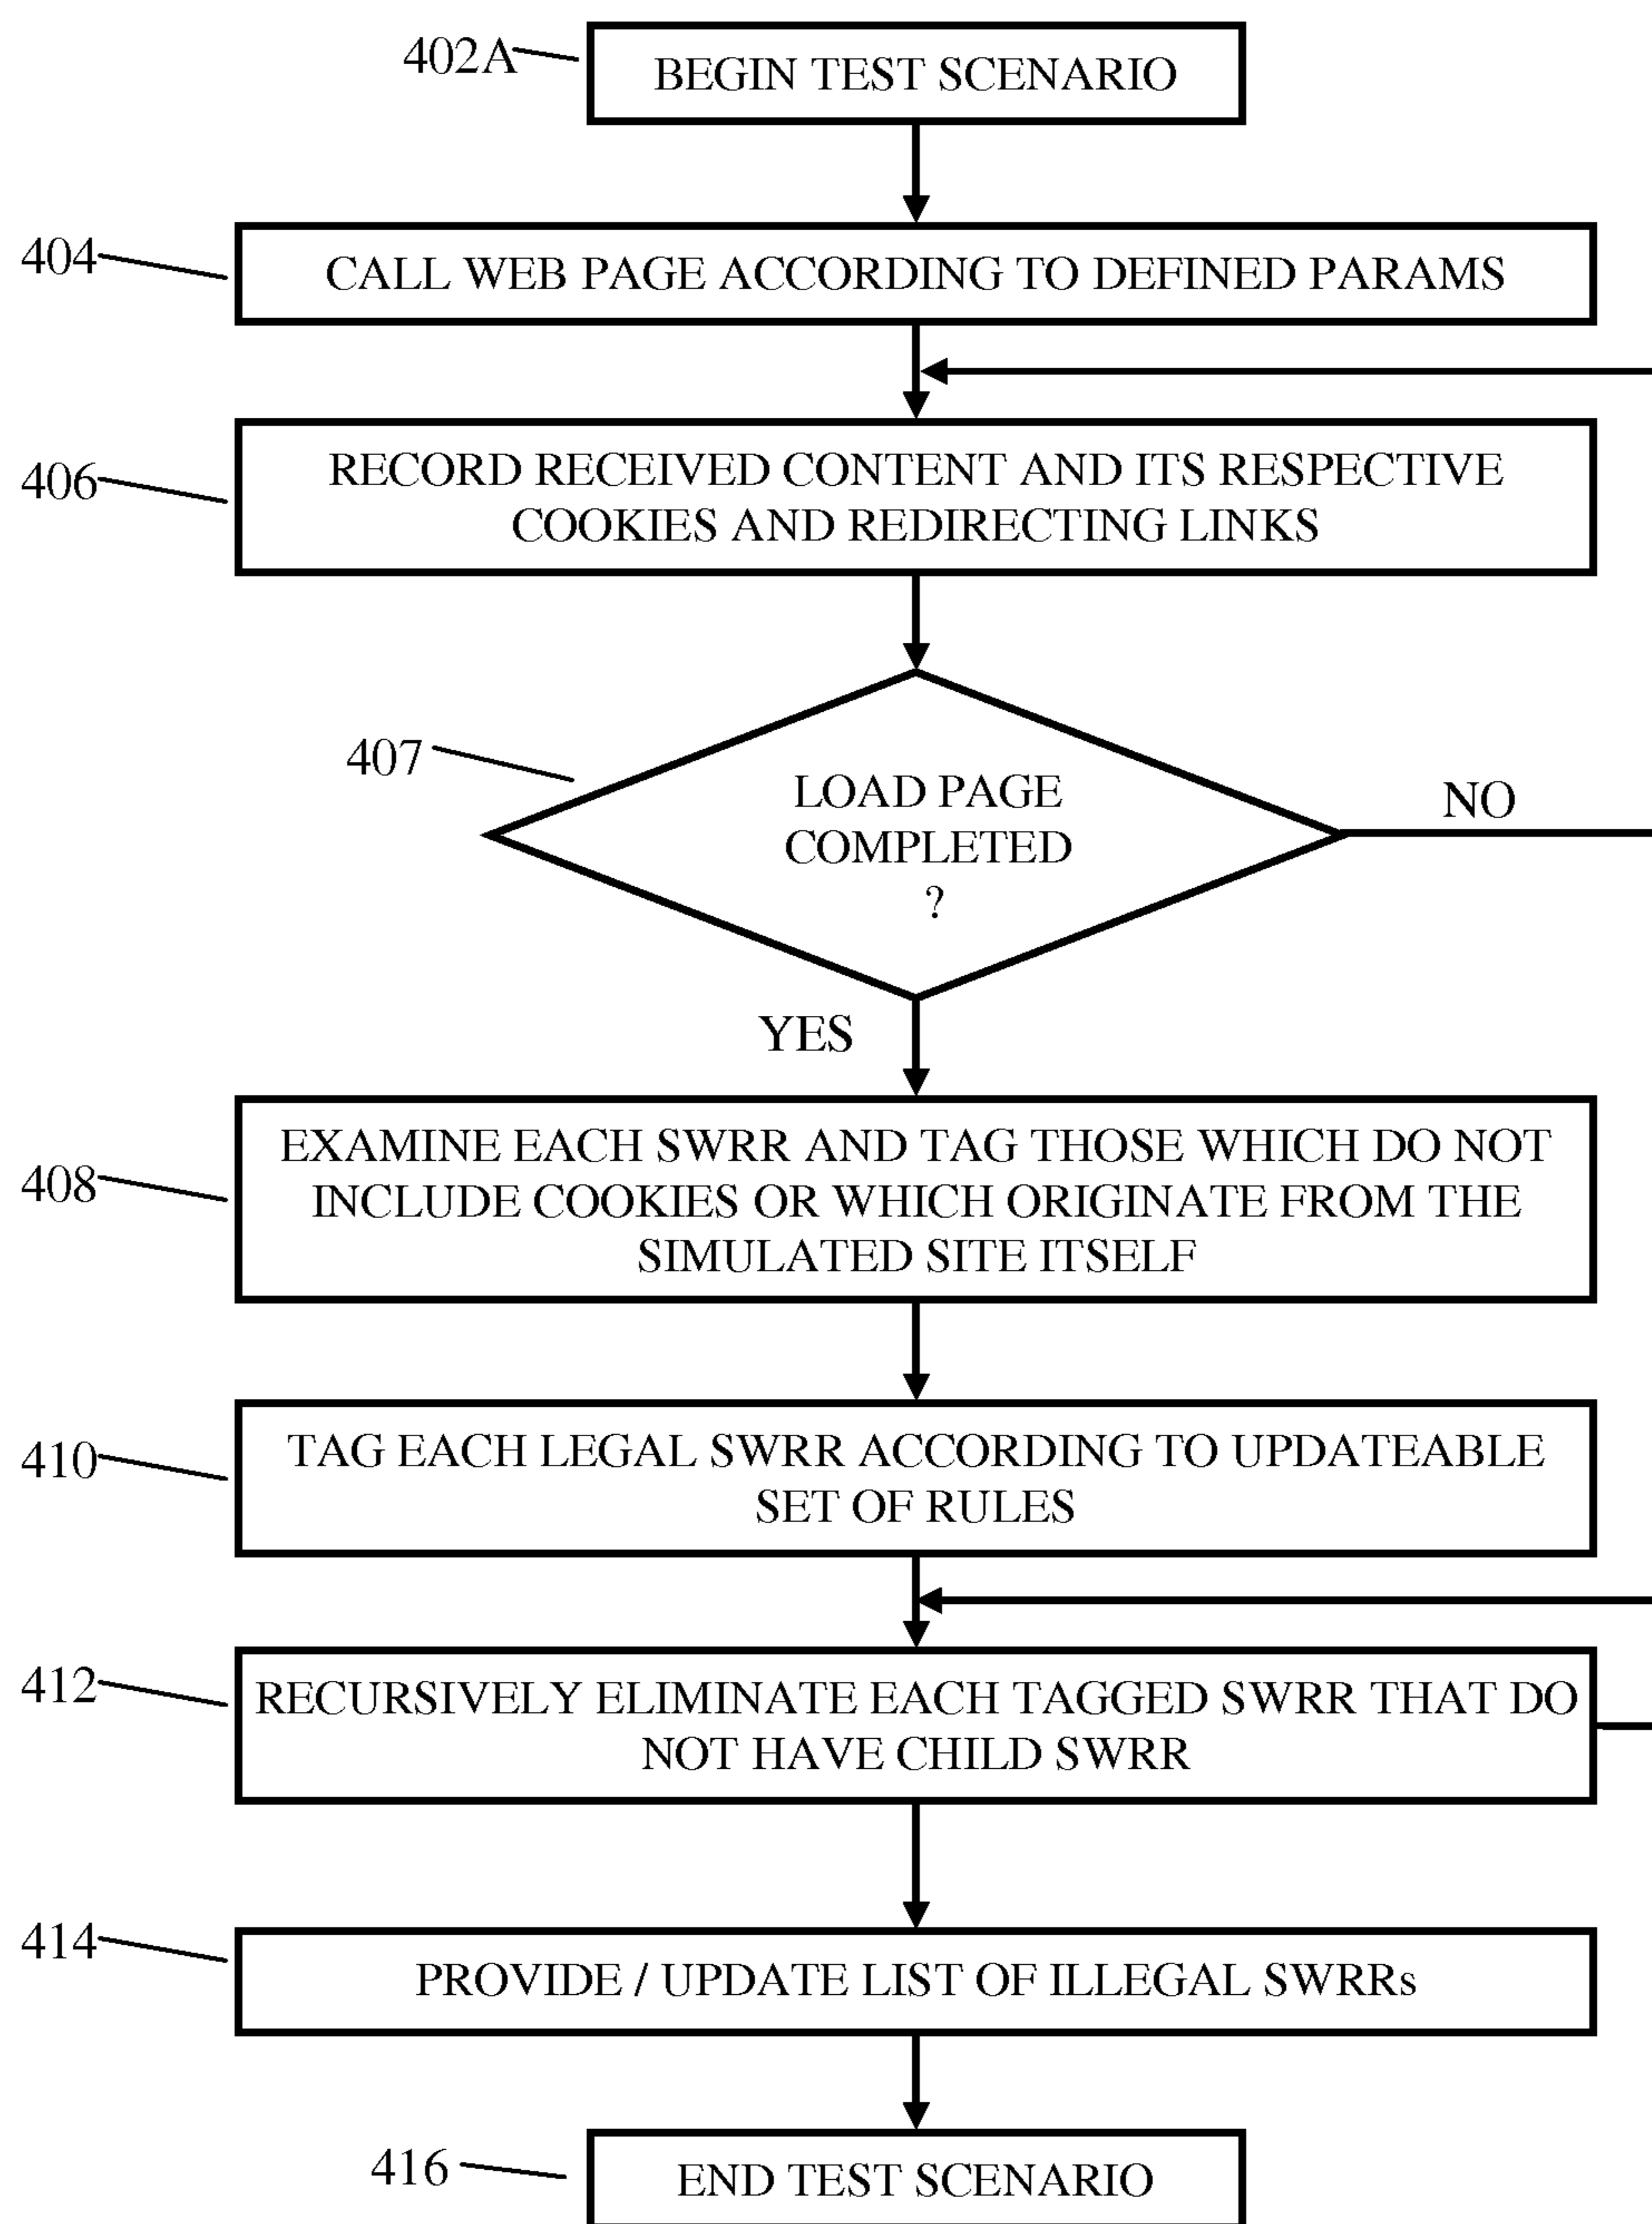 402A
BEGIN TEST SCENARIO
404
CALL WEB PAGE ACCORDING TO DEFINED PARAMS
406
RECORD RECEIVED CONTENT AND ITS RESPECTIVE
COOKIES AND REDIRECTING LINKS
407
LOAD PAGE
COMPLETED
?
NO
YES
408
EXAMINE EACH SWRR AND TAG THOSE WHICH DO NOT
INCLUDE COOKIES OR WHICH ORIGINATE FROM THE
SIMULATED SITE ITSELF
410
TAG EACH LEGAL SWRR ACCORDING TO UPDATEABLE
SET OF RULES
412
RECURSIVELY ELIMINATE EACH TAGGED SWRR THAT DO
NOT HAVE CHILD SWRR
414
PROVIDE / UPDATE LIST OF ILLEGAL SWRRs
416
END TEST SCENARIO